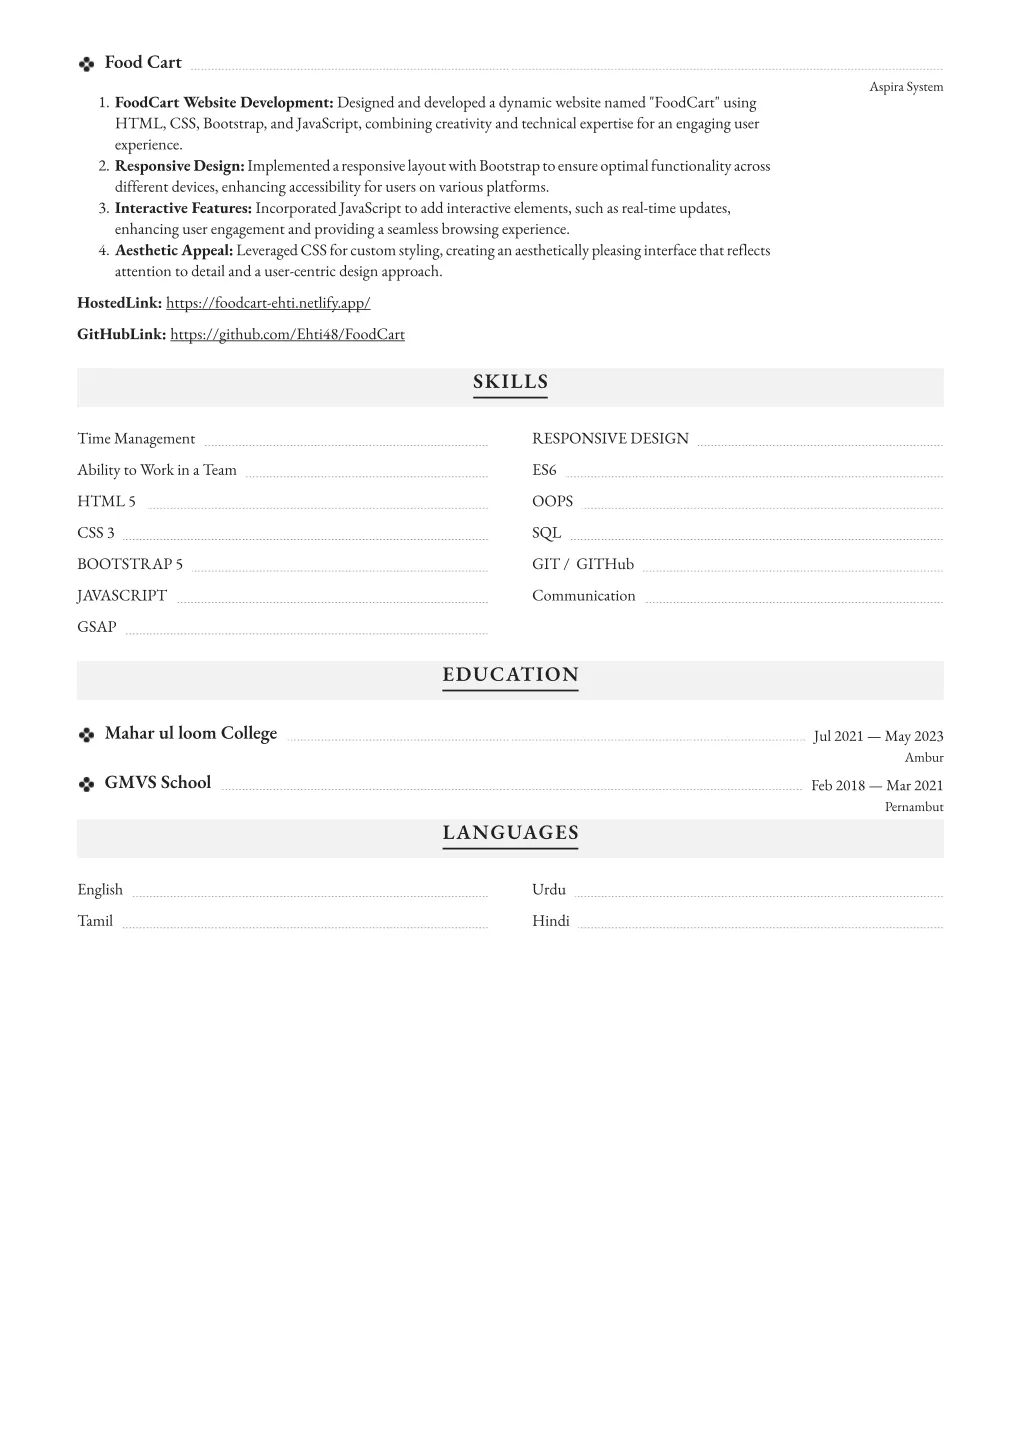 Food Cart
Aspira System
1. FoodCart Website Development: Designed and developed a dynamic website named "FoodCart" using
HTML, CSS, Bootstrap, and JavaScript, combining creativity and technical expertise for an engaging user
experience.
2. Responsive Design: Implemented a responsive layout with Bootstrap to ensure optimal functionality across
different devices, enhancing accessibility for users on various platforms.
3. Interactive Features: Incorporated JavaScript to add interactive elements, such as real-time updates,
enhancing user engagement and providing a seamless browsing experience.
4. Aesthetic Appeal: Leveraged CSS for custom styling, creating an aesthetically pleasing interface that reflects
attention to detail and a user-centric design approach.
HostedLink: https://foodcart-ehti.netlify.app/
GitHubLink: https://github.com/Ehti48/FoodCart
SKILLS
Time Management
Ability to Work in a Team
HTML 5
CSS 3
BOOTSTRAP 5
JAVASCRIPT
GSAP
RESPONSIVE DESIGN
ES6
OOPS
SQL
GIT / GITHub
Communication
EDUCATION
Mahar ul loom College
Jul 2021 — May 2023
Ambur
GMVS School
Feb 2018 — Mar 2021
Pernambut
LANGUAGES
English
Tamil
Urdu
Hindi